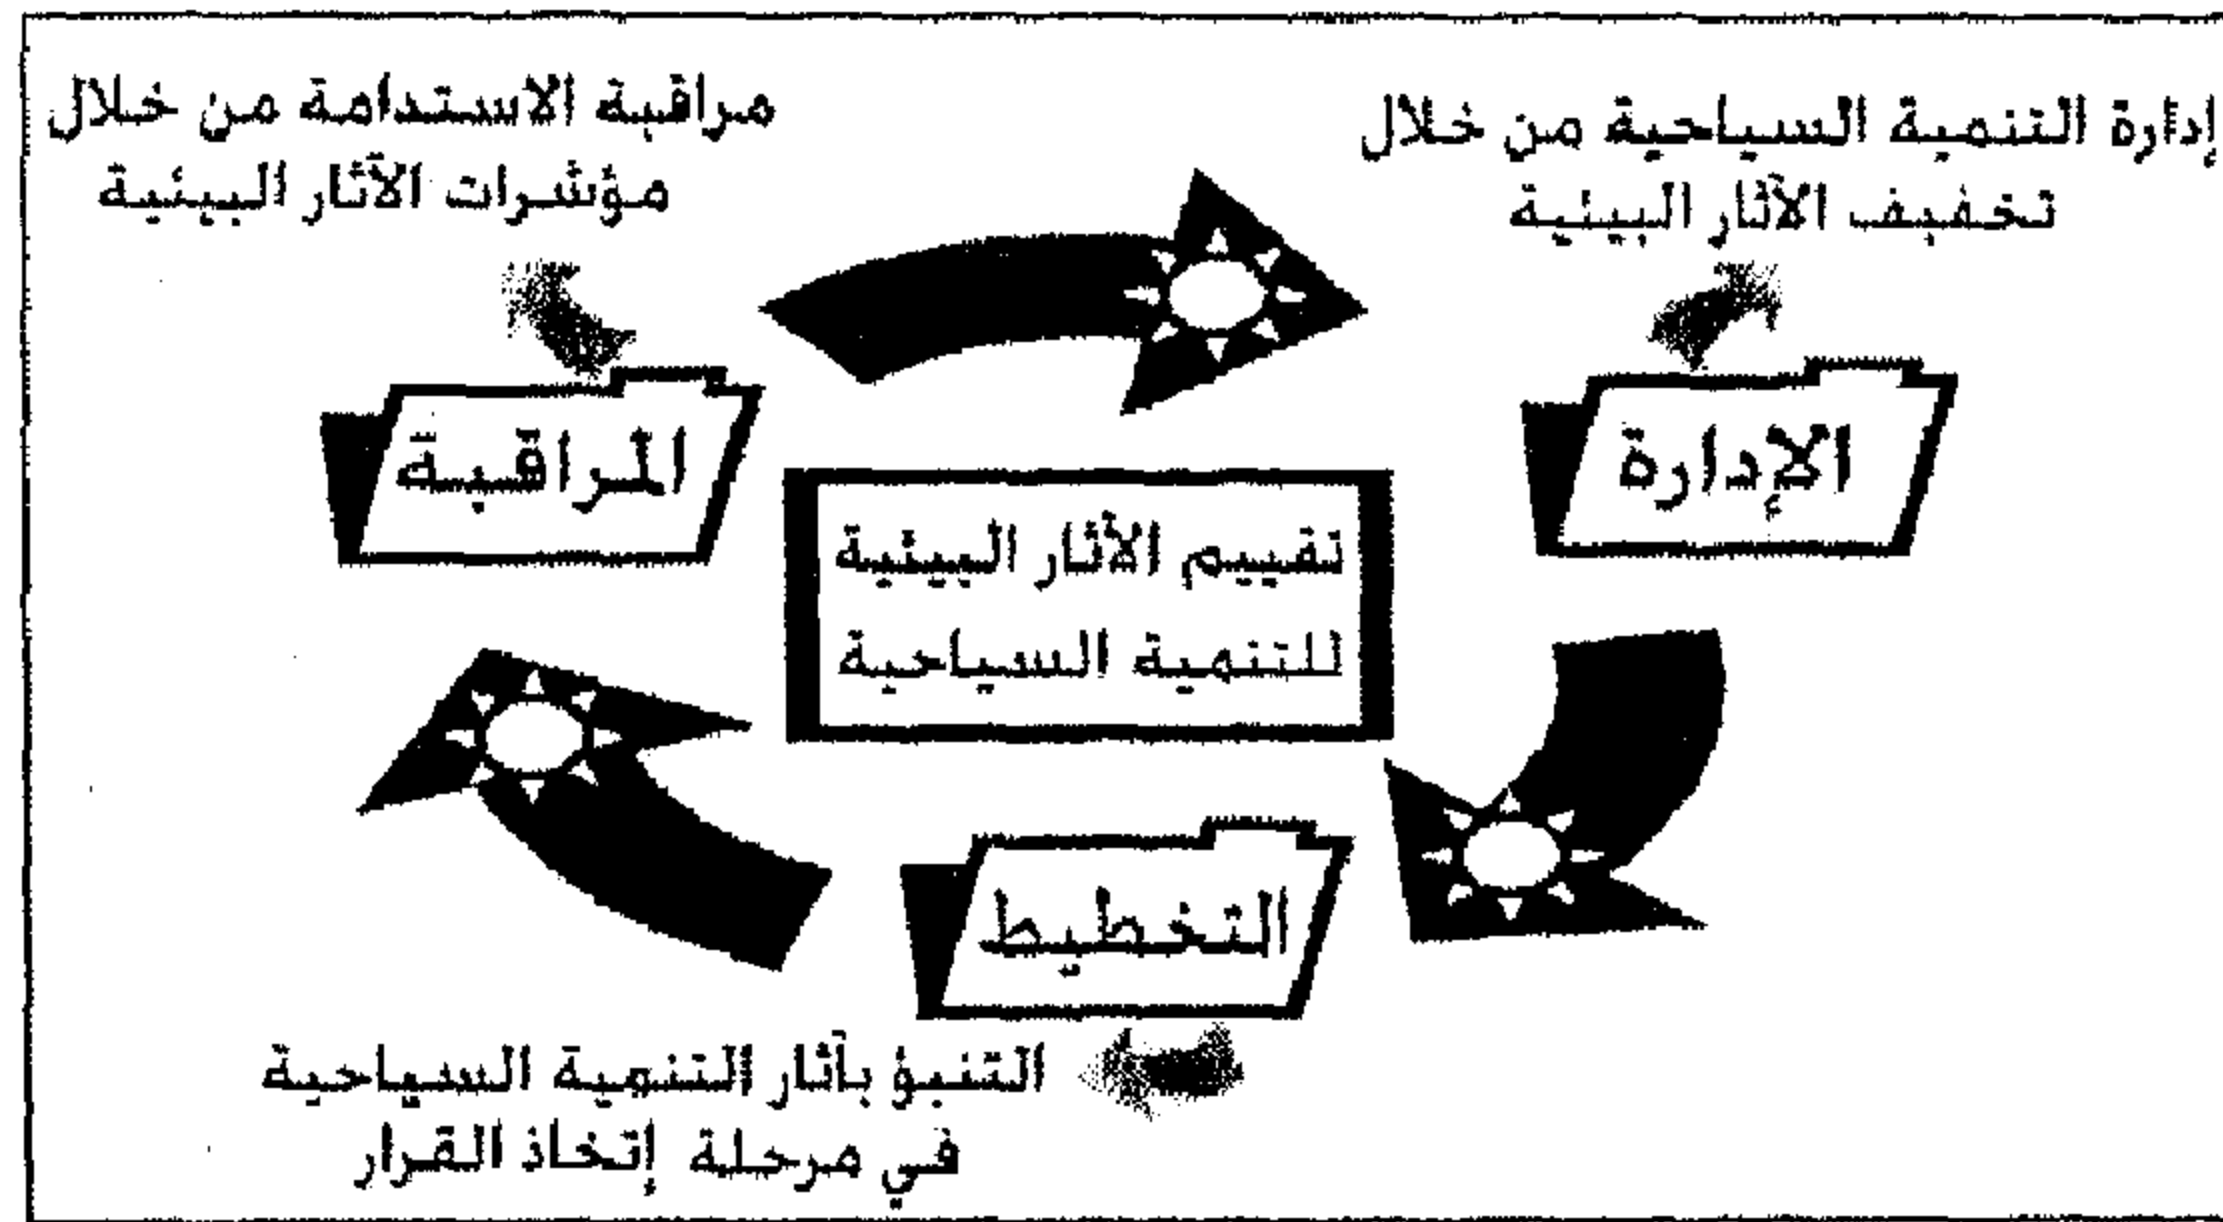 إدارة التنمية السياحية من خلال
تخفيف الآثار البيئية
مراقبة الاستدامة من خلال
مؤشرات الآثار البيئية
الإدارة
المراقبة
تقييم الآثار البيئية
للتنمية السياحية
التخطيط
التنبؤ بآثار التنمية السياحية
في مرحلة إتخاذ القرار